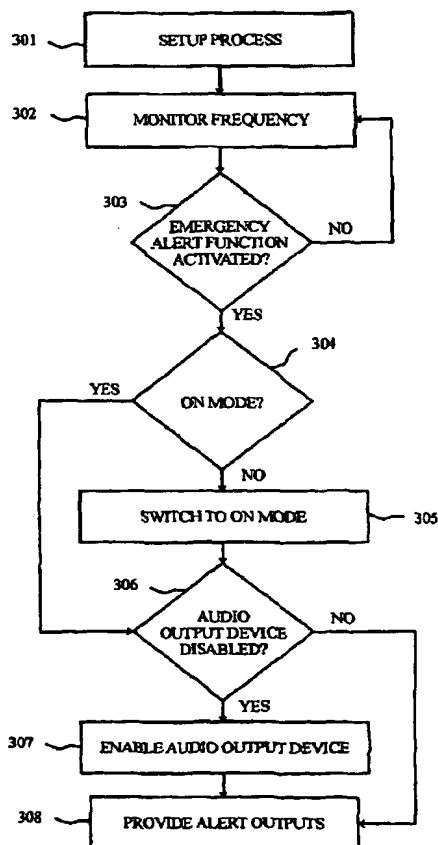 301
SETUP PROCESS
302
MONITOR FREQUENCY
303
EMERGENCY
ALERT FUNCTION
ACTIVATED?
NO
YES
304
YES
ON MODE?
NO
SWITCH TO ON MODE
305
306
AUDIO
OUTPUT DEVICE
DISABLED?
NO
YES
307
ENABLE AUDIO OUTPUT DEVICE
308
PROVIDE ALERT OUTPUTS